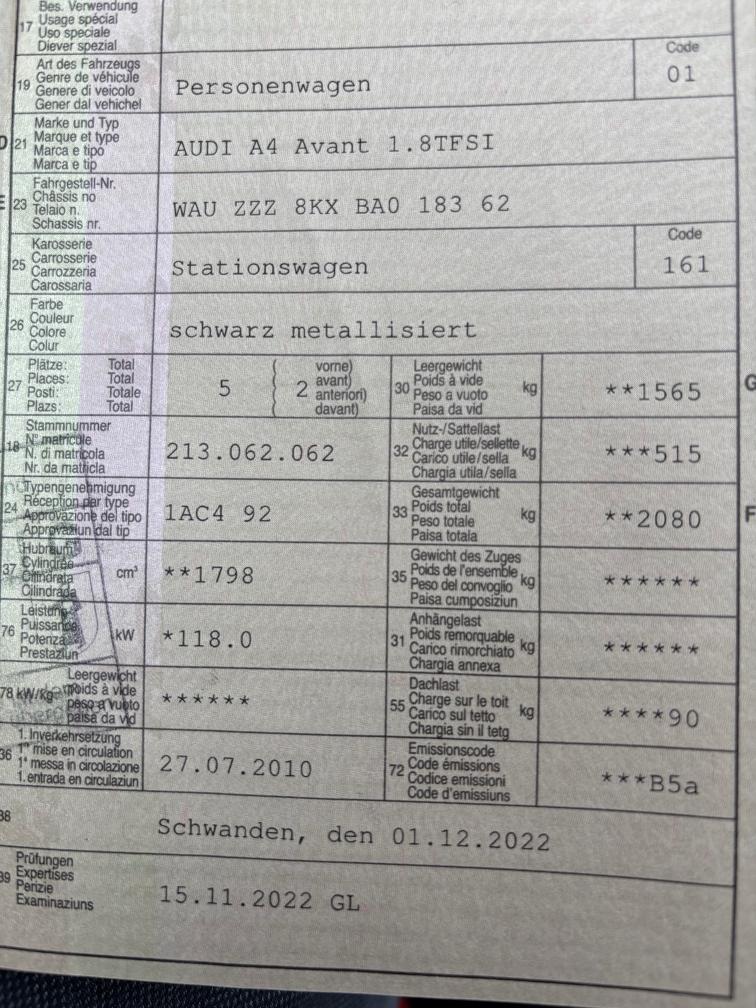 Bes. Verwendung
17 Usage spécial
Uso speciale
Diever spezial
Art des Fahrzeugs
19 Genre de véhicule
Genere di veicolo
Gener dal vehichel
Personenwagen
Code
01
Marke und Typ
D 21 Marque et type
Marca e tipo
Marca e tip
AUDI A4 Avant 1.8TFSI
Fahrgestell-Nr.
E 23 Châssis no
Telaio n.
Schassis nr.
WAU ZZZ 8KX BA0 183 62
Karosserie
25 Carrosserie
Carrozzeria
Carossaria
Stationswagen
Code
161
Farbe
26 Couleur
Colore
Colur
schwarz metallisiert
27 Plätze: Total
Places: Total
Posti: Totale
Plazs: Total
5 ( 2 vorne)
avant)
anteriori)
davant)
Leergewicht
30 Poids à vide kg
Peso a vuoto
Paisa da vid
**1565
G
Stammnummer
18 N° matricule
N. di matricola
Nr. da matricla
213.062.062
Nutz-/Sattellast
32 Charge utile/sellette kg
Carico utile/sella
Chargia utila/sella
***515
Typengenehmigung
24 Réception par type
Approvazione del tipo
Approvaziun dal tip
1AC4 92
Gesamtgewicht
33 Poids total kg
Peso totale
Paisa totala
**2080
F
Hubraum
37 Cylindrée cm³
Cilindrata
Cilindrada
**1798
Gewicht des Zuges
35 Poids de l'ensemble kg
Peso del convoglio
Paisa cumposiziun
******
Leistung
76 Puissance kW
Potenza
Prestaziun
*118.0
Anhängelast
31 Poids remorquable kg
Carico rimorchiato
Chargia annexa
******
Leergewicht
78 kW/Kg poids à vide
peso a vuoto
paisa da vid
******
Dachlast
55 Charge sur le toit kg
Carico sul tetto
Chargia sin il tetg
****90
1. Inverkehrsetzung
36 1re mise en circulation
1a messa in circolazione
1. entrada en circulaziun
27.07.2010
Emissionscode
72 Code émissions
Codice emissioni
Code d'emissiuns
***B5a
38
Schwanden, den 01.12.2022
Prüfungen
39 Expertises
Perizie
Examinaziuns
15.11.2022 GL